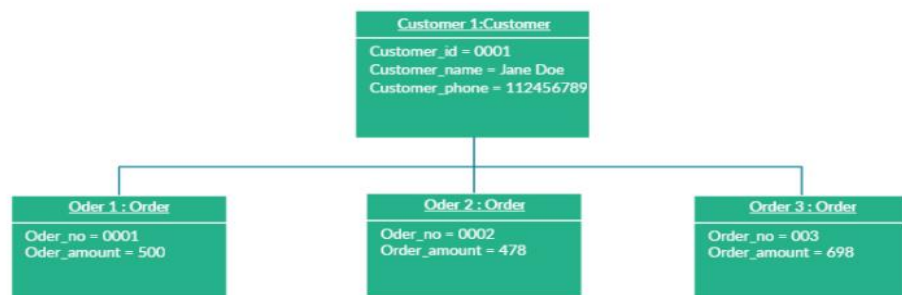 Customer 1:Customer
Customer_id = 0001
Customer_name = Jane Doe
Customer_phone = 112456789
Oder 1 : Order
Oder_no = 0001
Oder_amount = 500
Oder 2 : Order
Oder_no = 0002
Order_amount = 478
Order 3 : Order
Order_no = 003
Order_amount = 698